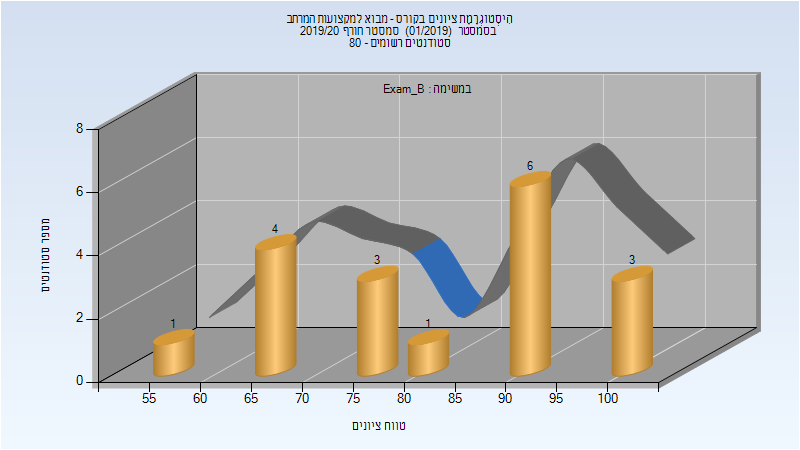 היסטוגרמת ציונים בקורס - מבוא למקצועות המרחב
בסמסטר (01/2019) סמסטר חורף 2019/20
סטודנטים רשומים - 80
במשימה : Exam_B
8
6
4
2
0
מספר סטודנטים
1
4
3
1
6
3
55 60 65 70 75 80 85 90 95 100
טווח ציונים